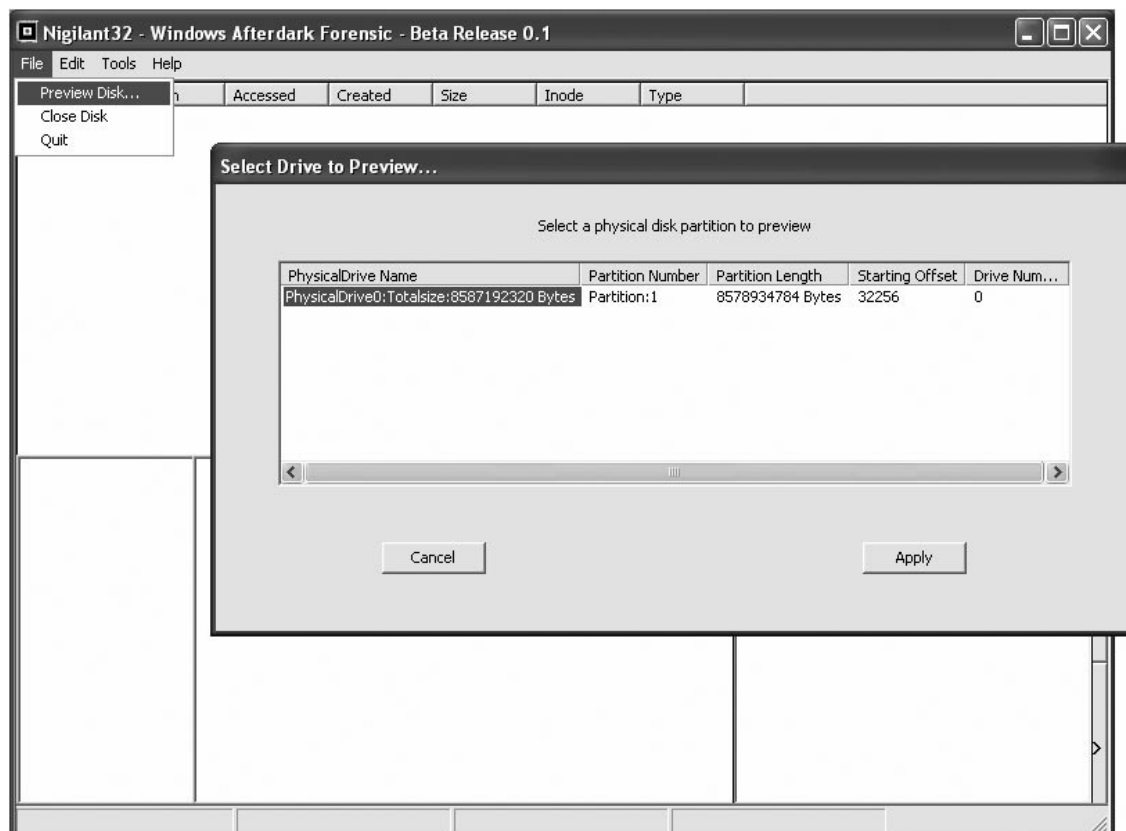 Nigilant32 - Windows Afterdark Forensic - Beta Release 0.1
File Edit Tools Help
Preview Disk... Accessed Created Size Inode Type
Close Disk
Quit
Select Drive to Preview...
Select a physical disk partition to preview
PhysicalDrive Name Partition Number Partition Length Starting Offset Drive Num...
PhysicalDrive0:Totalsize:8587192320 Bytes Partition:1 8578934784 Bytes 32256 0
Cancel Apply